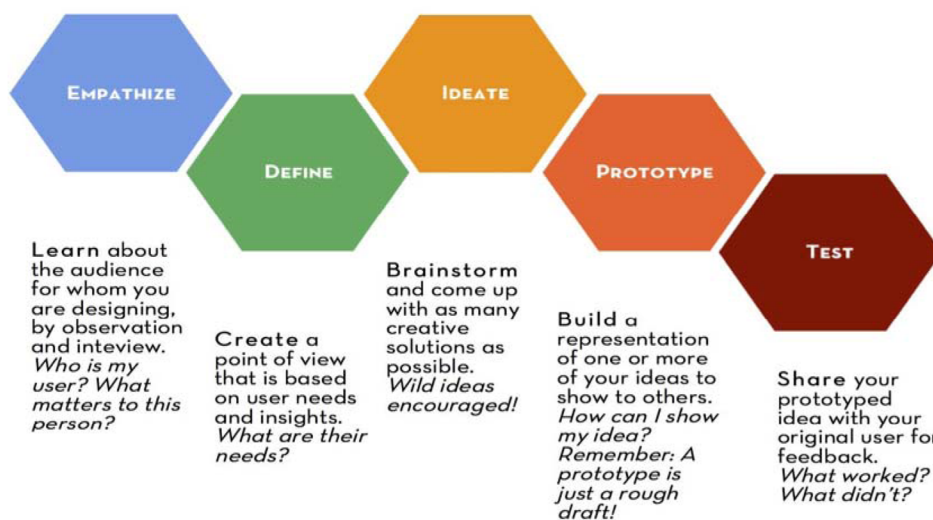 EMPATHIZE
DEFINE
IDEATE
PROTOTYPE
TEST
Learn about
the audience
for whom you
are designing,
by observation
and inteview.
Who is my
user? What
matters to this
person?
Create a
point of view
that is based
on user needs
and insights.
What are their
needs?
Brainstorm
and come up
with as many
creative
solutions as
possible.
Wild ideas
encouraged!
Build a
representation
of one or more
of your ideas to
show to others.
How can I show
my idea?
Remember: A
prototype is
just a rough
draft!
Share your
prototyped
idea with your
original user for
feedback.
What worked?
What didn't?